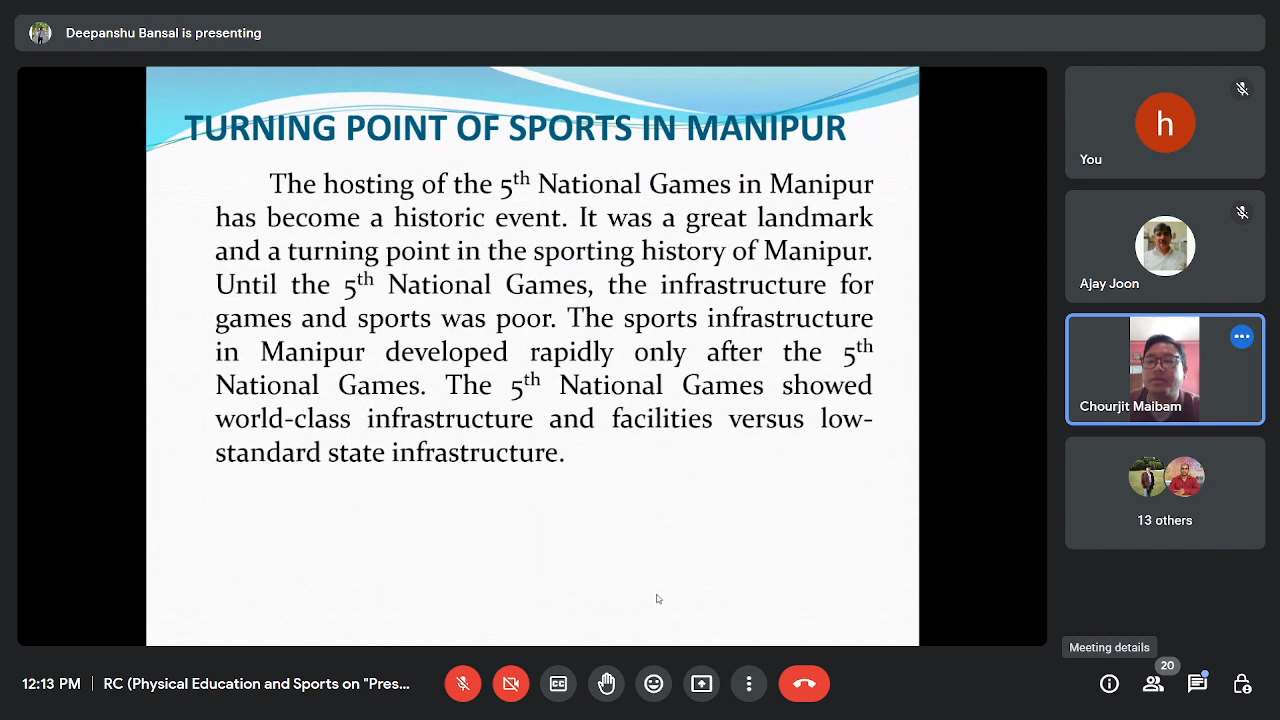 Deepanshu Bansal is presenting
TURNING POINT OF SPORTS IN MANIPUR
The hosting of the 5th National Games in Manipur
has become a historic event. It was a great landmark
and a turning point in the sporting history of Manipur.
Until the 5th National Games, the infrastructure for
games and sports was poor. The sports infrastructure
in Manipur developed rapidly only after the 5th
National Games. The 5th National Games showed
world-class infrastructure and facilities versus low-
standard state infrastructure.
h
You
Ajay Joon
Chourjit Maibam
13 others
Meeting details
12:13 PM | RC (Physical Education and Sports on "Pres...
CC
20